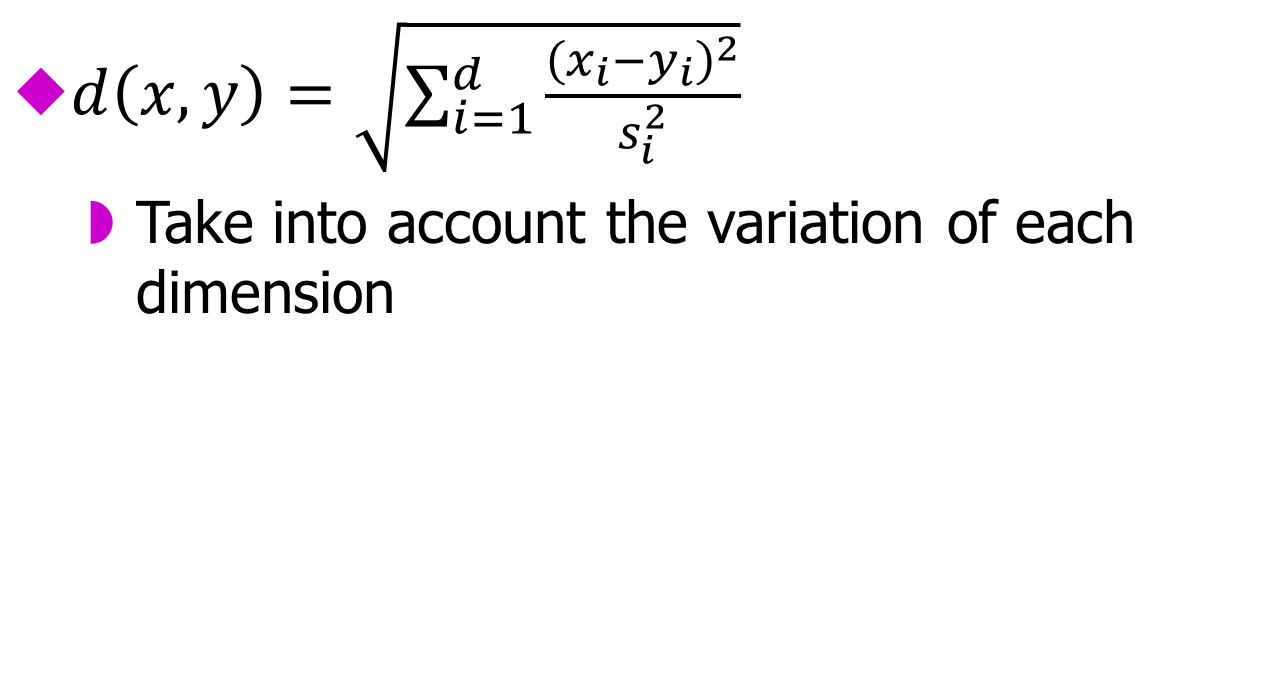 ◆ d(x, y) = √(∑_{i=1}^{d} (x_i−y_i)²/s_i²)
◗ Take into account the variation of each
dimension